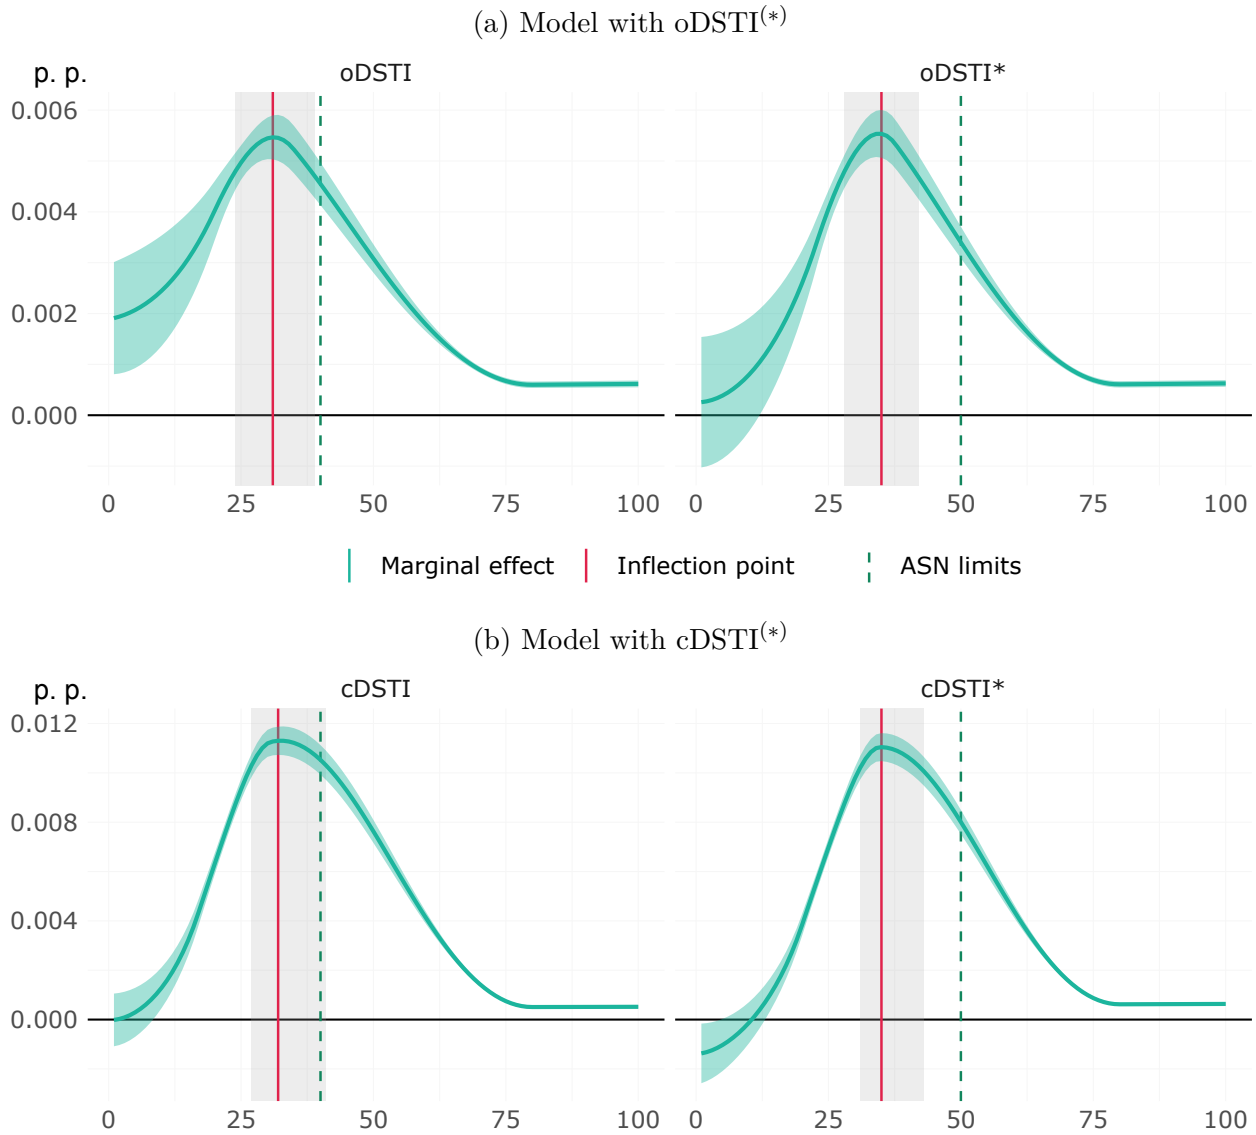 (a) Model with oDSTI(*)
p. p. oDSTI oDSTI*
0.006
0.004
0.002
0.000
0 25 50 75 100 0 25 50 75 100
Marginal effect Inflection point ASN limits
(b) Model with cDSTI(*)
p. p. cDSTI cDSTI*
0.012
0.008
0.004
0.000
0 25 50 75 100 0 25 50 75 100